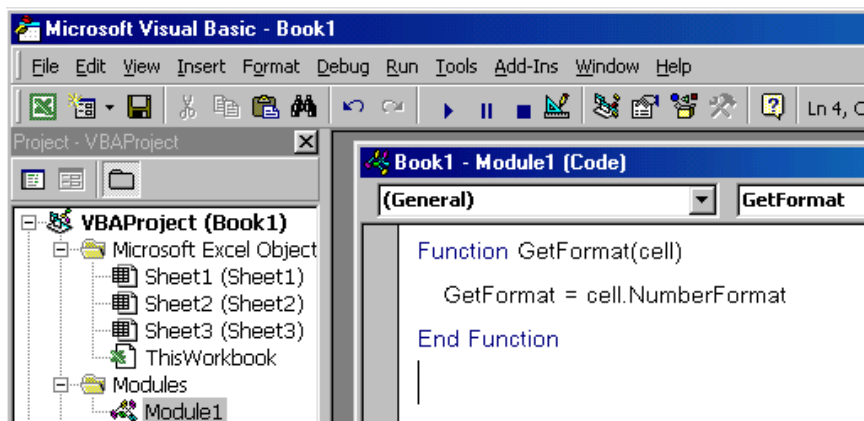 Microsoft Visual Basic - Book1
File Edit View Insert Format Debug Run Tools Add-Ins Window Help
Ln 4, C
Project - VBAProject
Book1 - Module1 (Code)
(General) GetFormat
VBAProject (Book1)
Microsoft Excel Object
Sheet1 (Sheet1)
Sheet2 (Sheet2)
Sheet3 (Sheet3)
ThisWorkbook
Modules
Module1
Function GetFormat(cell)
GetFormat = cell.NumberFormat
End Function